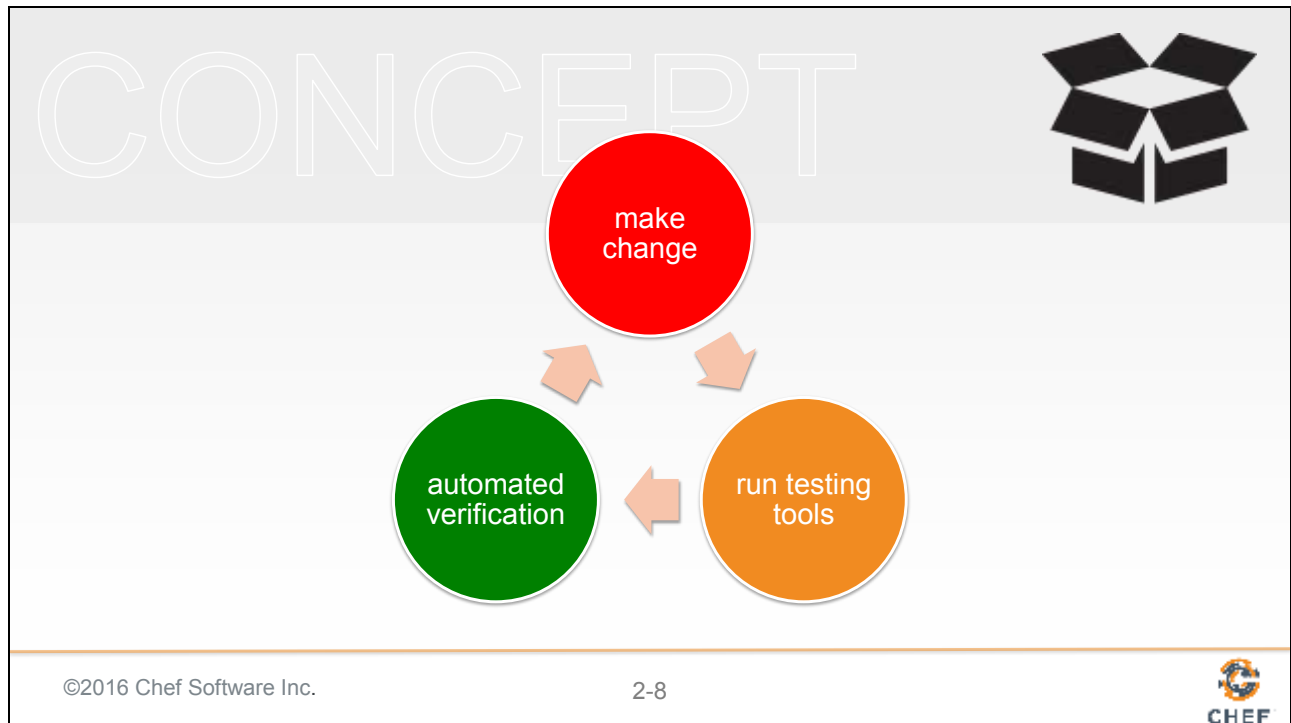 CONCEPT
make
change
automated
verification
run testing
tools
©2016 Chef Software Inc.
2-8
CHEF